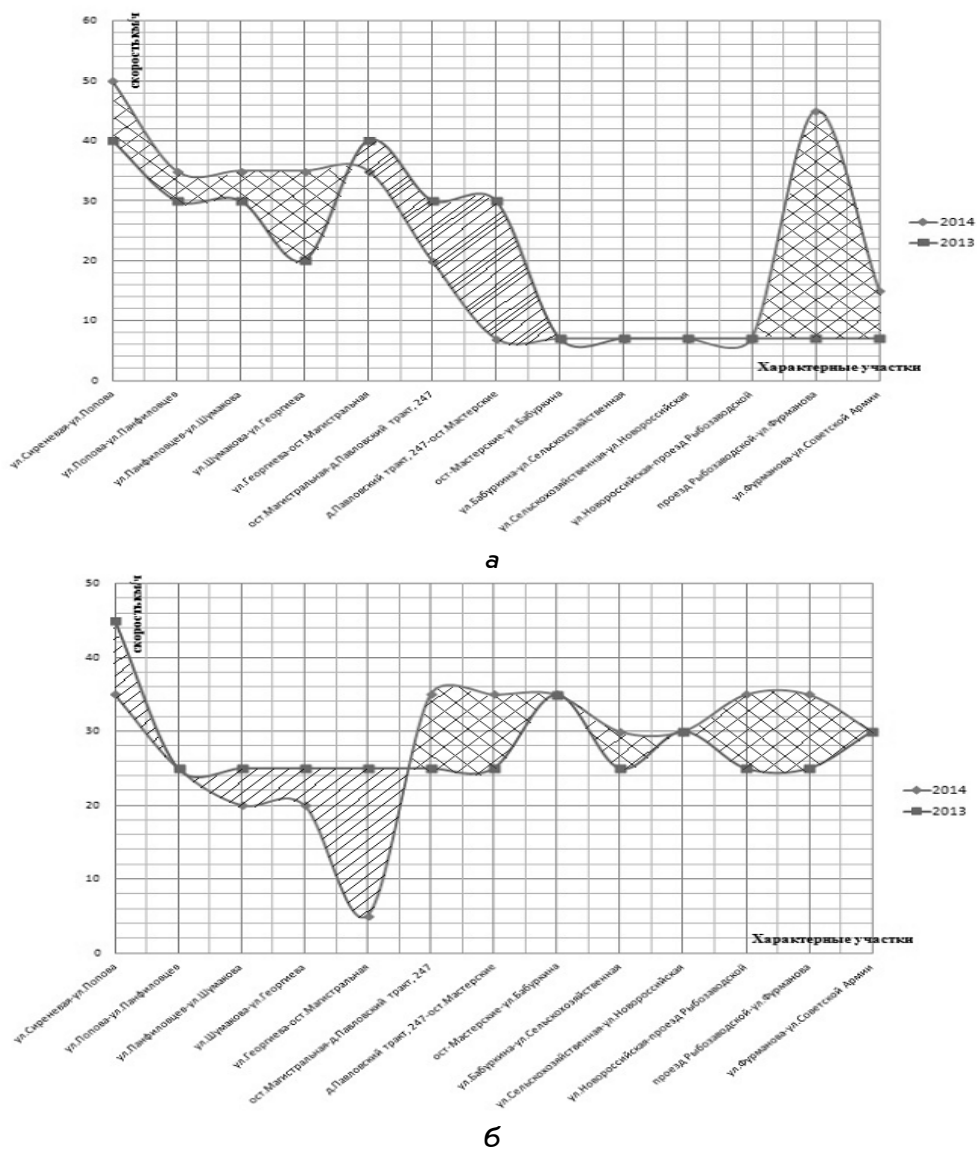 60
50
40
30
20
10
0
скорость км/ч
2014
2013
Характерные участки
ул.Сиреневая-ул.Попова
ул.Попова-ул.Панфиловцев
ул.Панфиловцев-ул.Шумакова
ул.Шумакова-ул.Георгиева
ул.Георгиева-ост.Магистральная
ост.Магистральная-д.Павловский тракт, 247
д.Павловский тракт, 247-ост.Мастерские
ост-Мастерские-ул.Бабуркина
ул.Бабуркина-ул.Сельскохозяйственная
ул.Сельскохозяйственная-ул.Новороссийская
ул.Новороссийская-проезд Рыбозаводской
проезд Рыбозаводской-ул.Фурманова
ул.Фурманова-ул.Советской Армии
а
50
40
30
20
10
0
скорость км/ч
2014
2013
Характерные участки
ул.Сиреневая-ул.Попова
ул.Попова-ул.Панфиловцев
ул.Панфиловцев-ул.Шумакова
ул.Шумакова-ул.Георгиева
ул.Георгиева-ост.Магистральная
ост.Магистральная-д.Павловский тракт, 247
д.Павловский тракт, 247-ост.Мастерские
ост-Мастерские-ул.Бабуркина
ул.Бабуркина-ул.Сельскохозяйственная
ул.Сельскохозяйственная-ул.Новороссийская
ул.Новороссийская-проезд Рыбозаводской
проезд Рыбозаводской-ул.Фурманова
ул.Фурманова-ул.Советской Армии
б